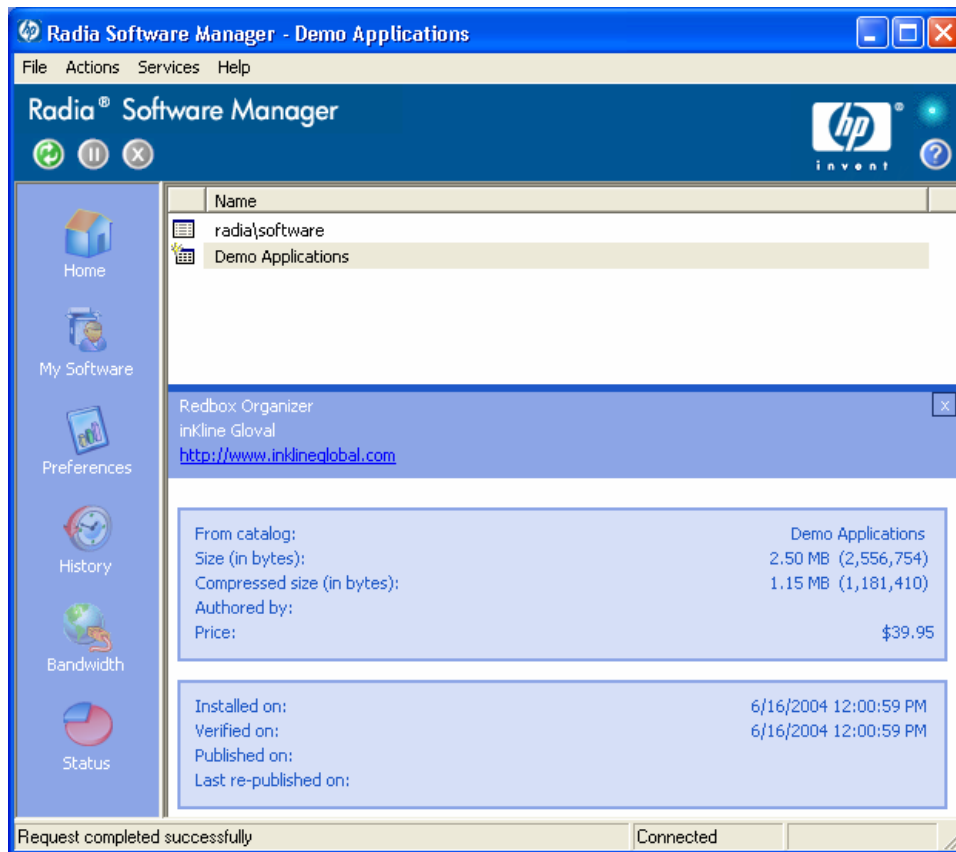 Radia Software Manager - Demo Applications
File Actions Services Help
Radia® Software Manager
hp ®
invent
?
Name
radia\software
Demo Applications
Home
My Software
Preferences
History
Bandwidth
Status
Redbox Organizer
x
inKline Gloval
http://www.inklineglobal.com
From catalog: Demo Applications
Size (in bytes): 2.50 MB (2,556,754)
Compressed size (in bytes): 1.15 MB (1,181,410)
Authored by:
Price: $39.95
Installed on: 6/16/2004 12:00:59 PM
Verified on: 6/16/2004 12:00:59 PM
Published on:
Last re-published on:
Request completed successfully Connected